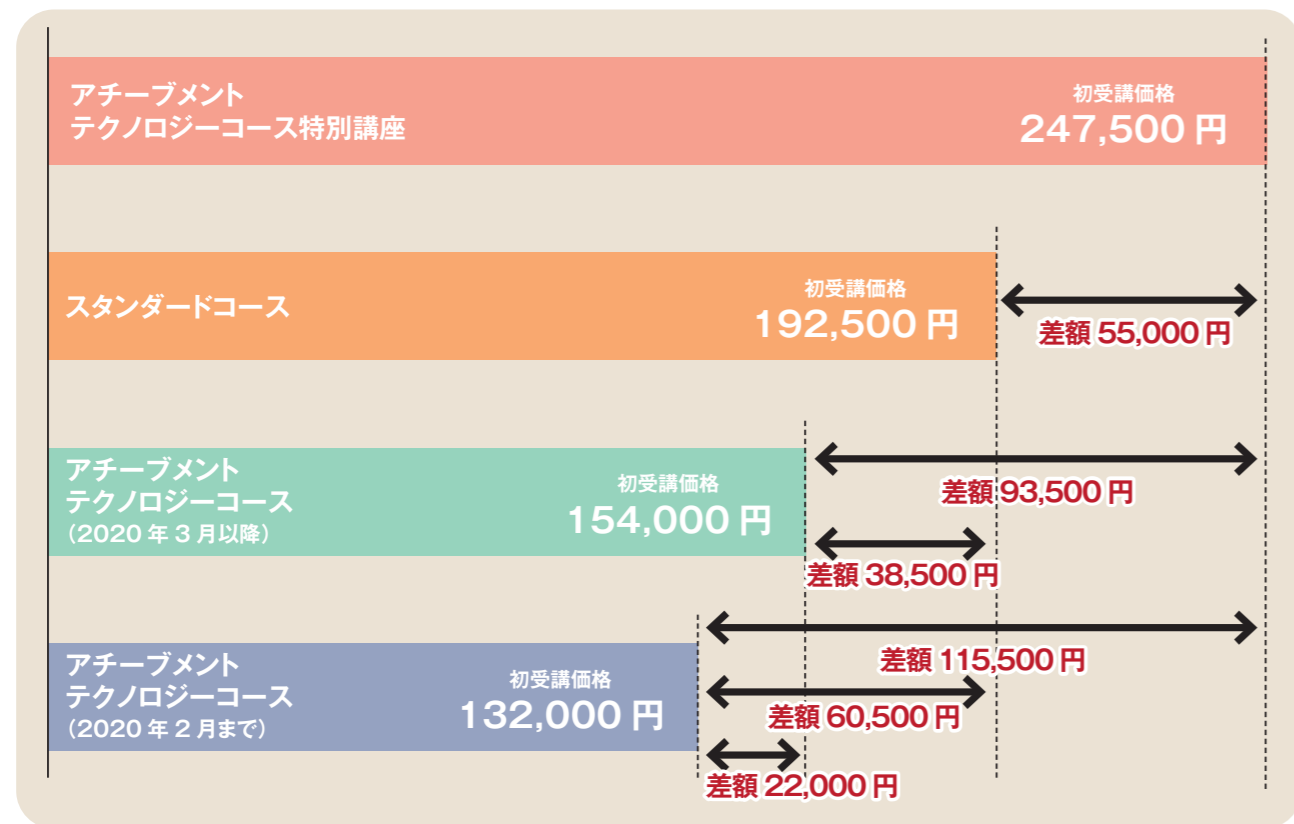 アチーブメント
テクノロジーコース特別講座
初受講価格
247,500 円
スタンダードコース
初受講価格
192,500 円
差額 55,000 円
アチーブメント
テクノロジーコース
（2020 年 3 月以降）
初受講価格
154,000 円
差額 93,500 円
差額 38,500 円
アチーブメント
テクノロジーコース
（2020 年 2 月まで）
初受講価格
132,000 円
差額 115,500 円
差額 60,500 円
差額 22,000 円